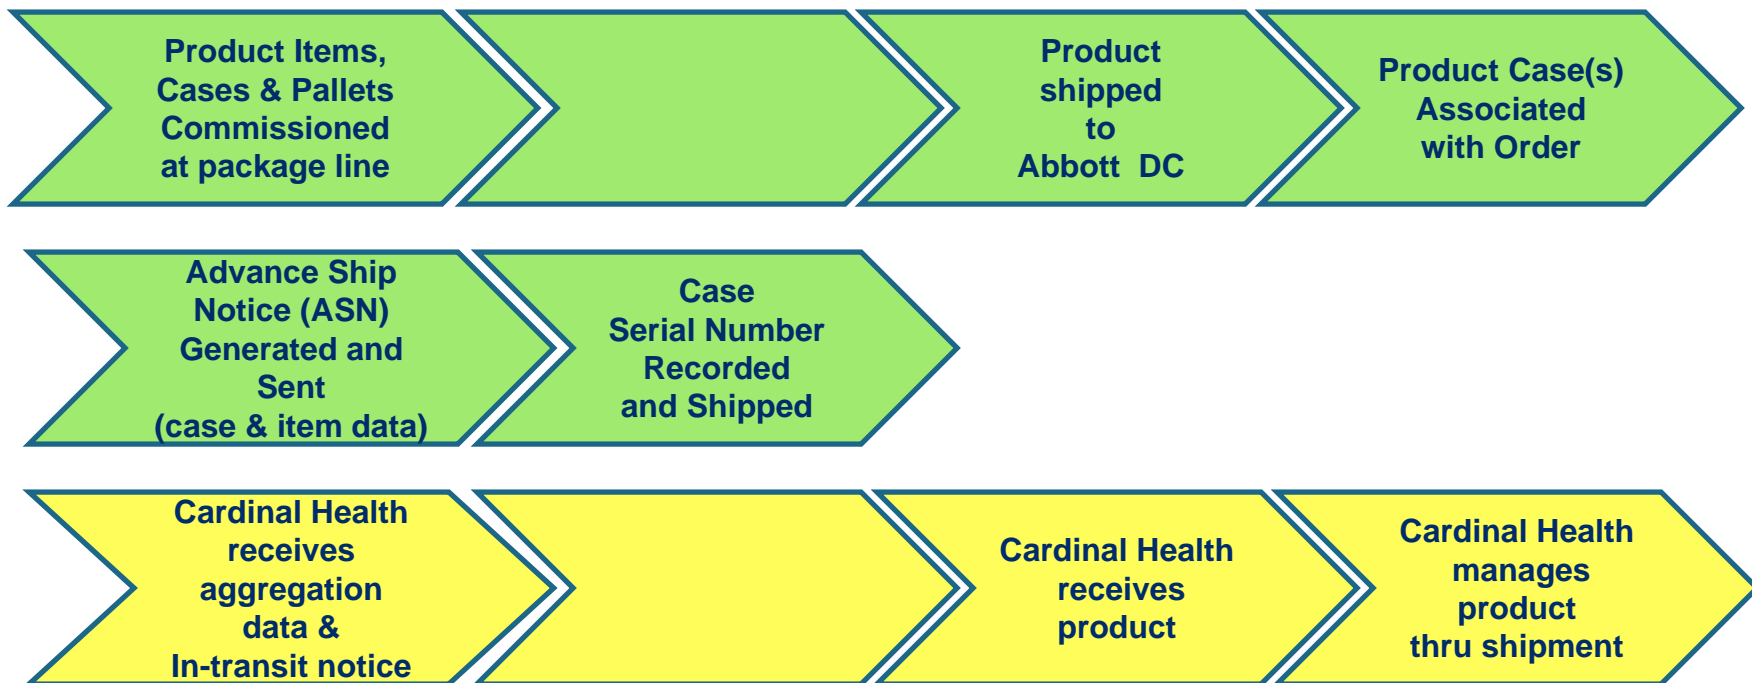 Product Items,
Cases & Pallets
Commissioned
at package line
Product
shipped
to
Abbott DC
Product Case(s)
Associated
with Order
Advance Ship
Notice (ASN)
Generated and
Sent
(case & item data)
Case
Serial Number
Recorded
and Shipped
Cardinal Health
receives
aggregation
data &
In-transit notice
Cardinal Health
receives
product
Cardinal Health
manages
product
thru shipment